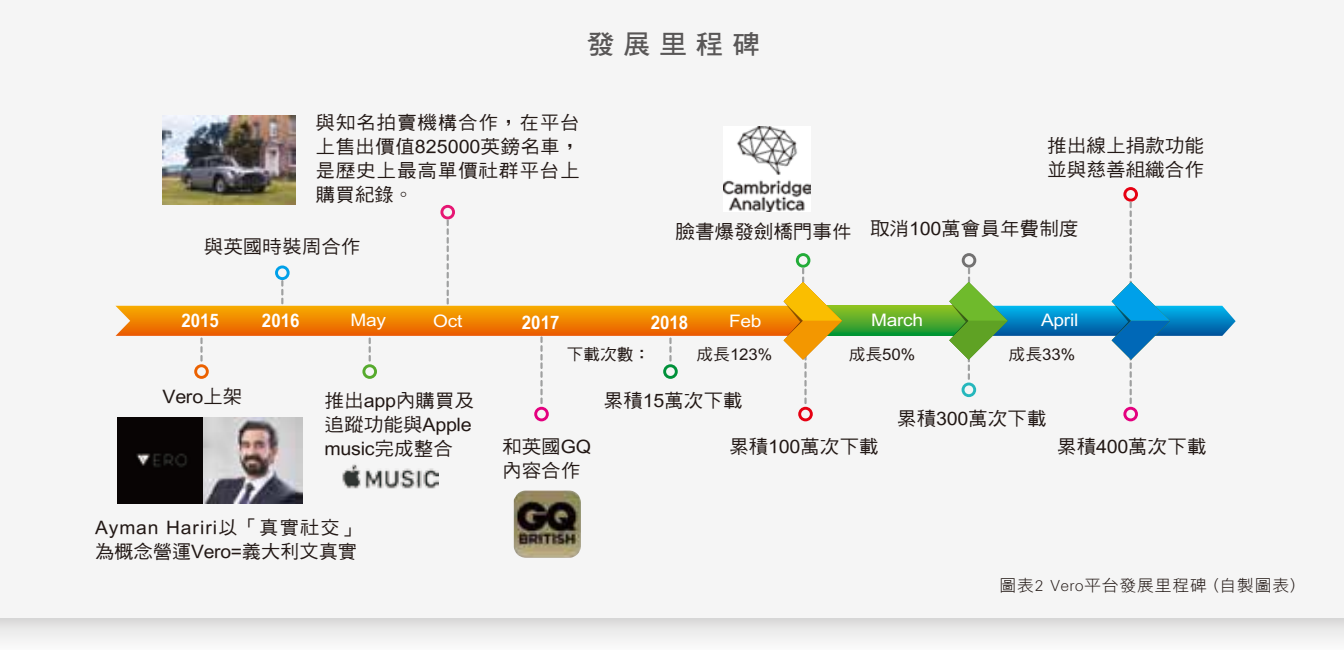 發展里程碑
與知名拍賣機構合作，在平台
上售出價值825000英鎊名車，
是歷史上最高單價社群平台上
購買紀錄。
Cambridge
Analytica
推出線上捐款功能
並與慈善組織合作
與英國時裝周合作
臉書爆發劍橋門事件
取消100萬會員年費制度
2015
2016
May
Oct
2017
2018
Feb
March
April
下載次數：
成長123%
成長50%
成長33%
Vero上架
VERO
Ayman Hariri以「真實社交」
為概念營運Vero=義大利文真實
推出app內購買及
追蹤功能與Apple
music完成整合
MUSIC
和英國GQ
內容合作
GQ
BRITISH
累積15萬次下載
累積100萬次下載
累積300萬次下載
累積400萬次下載
圖表2 Vero平台發展里程碑 (自製圖表)